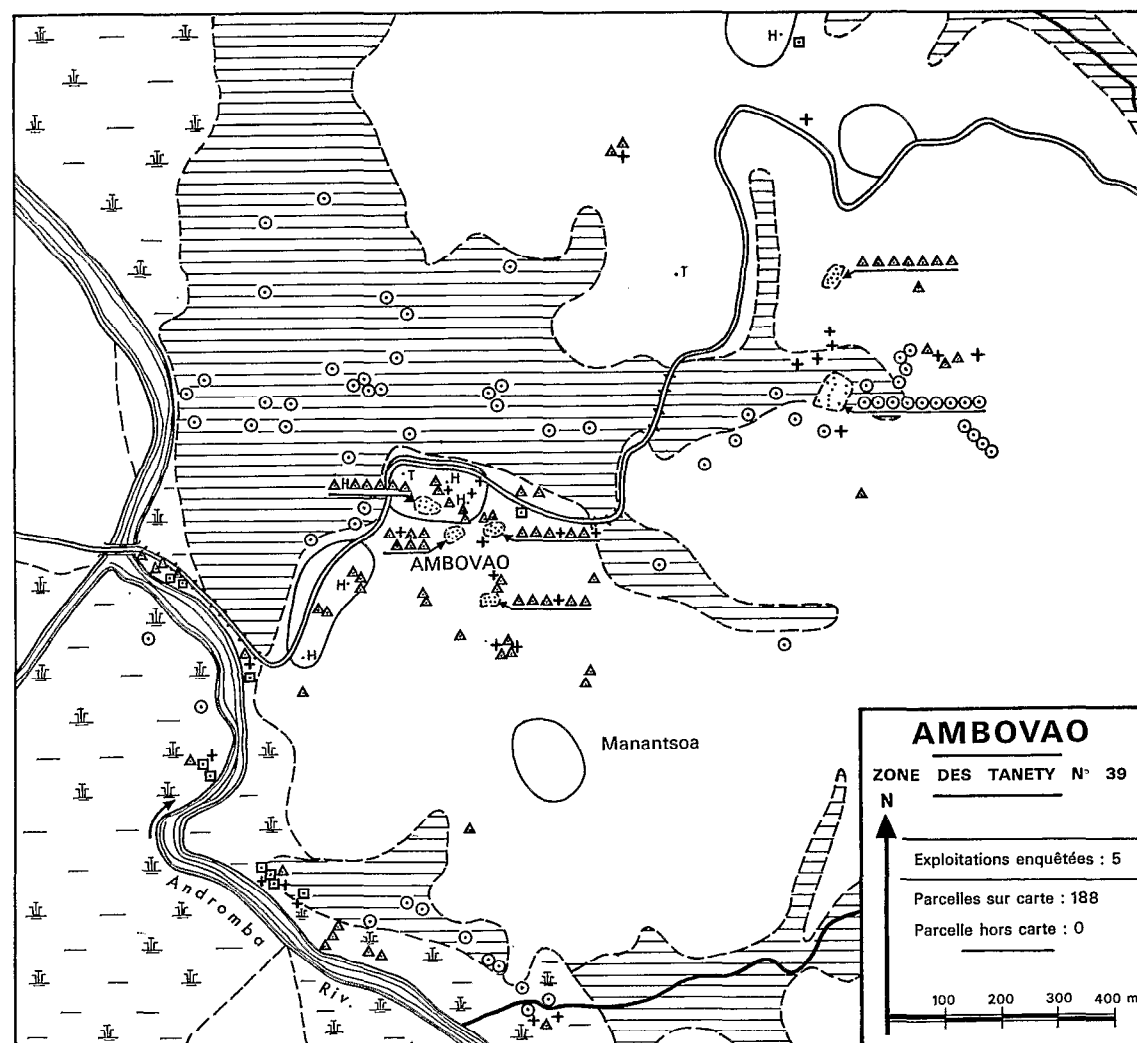 H
T
H
T
H
H
H
AMBOVAO
H
H
Manantsoa
Andromba
Riv.
AMBOVAO
ZONE DES TANETY N° 39
N
Exploitations enquêtées : 5
Parcelles sur carte : 188
Parcelle hors carte : 0
100 200 300 400 m